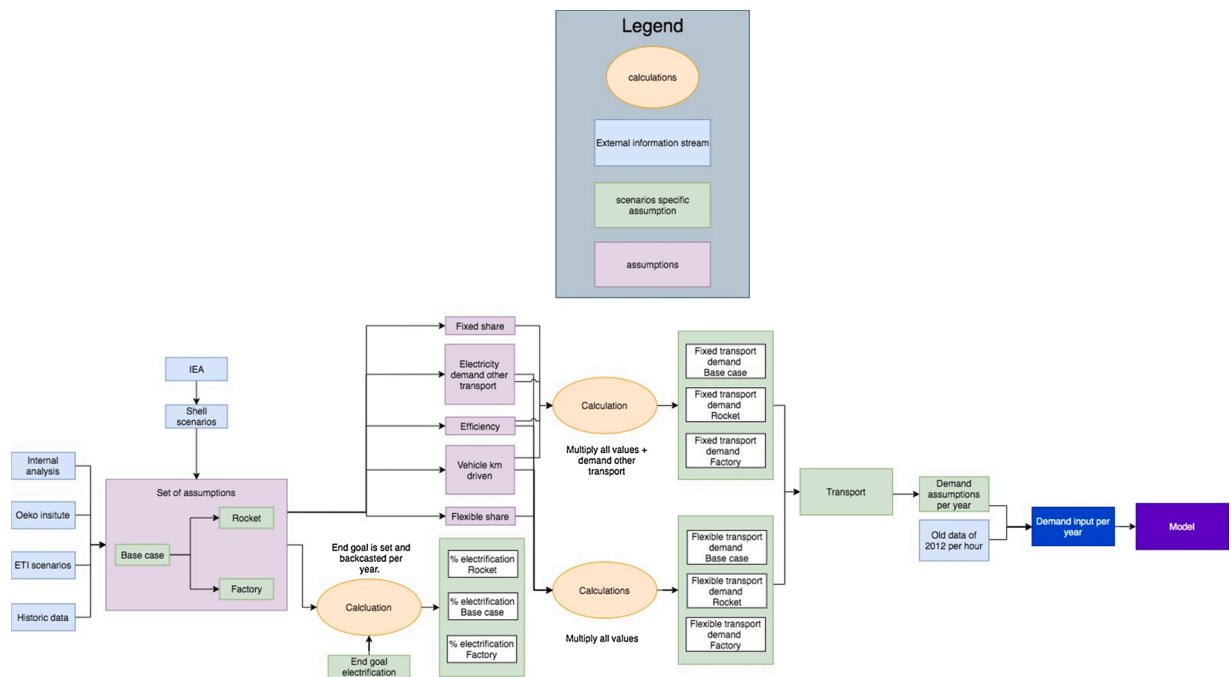 Legend
calculations
External information stream
scenarios specific
assumption
assumptions
IEA
Shell
scenarios
Internal
analysis
Oeko insitute
ETI scenarios
Historic data
Set of assumptions
Base case
Rocket
Factory
Fixed share
Electricity
demand other
transport
Efficiency
Vehicle km
driven
Flexible share
End goal is set and
backcasted per
year.
Calcluation
End goal
electrification
% electrification
Rocket
% electrification
Base case
% electrification
Factory
Calculation
Multiply all values +
demand other
transport
Calculations
Multiply all values
Fixed transport
demand
Base case
Fixed transport
demand
Rocket
Fixed transport
demand
Factory
Flexible transport
demand
Base case
Flexible transport
demand
Rocket
Flexible transport
demand
Factory
Transport
Demand
assumptions
per year
Old data of
2012 per hour
Demand input per
year
Model